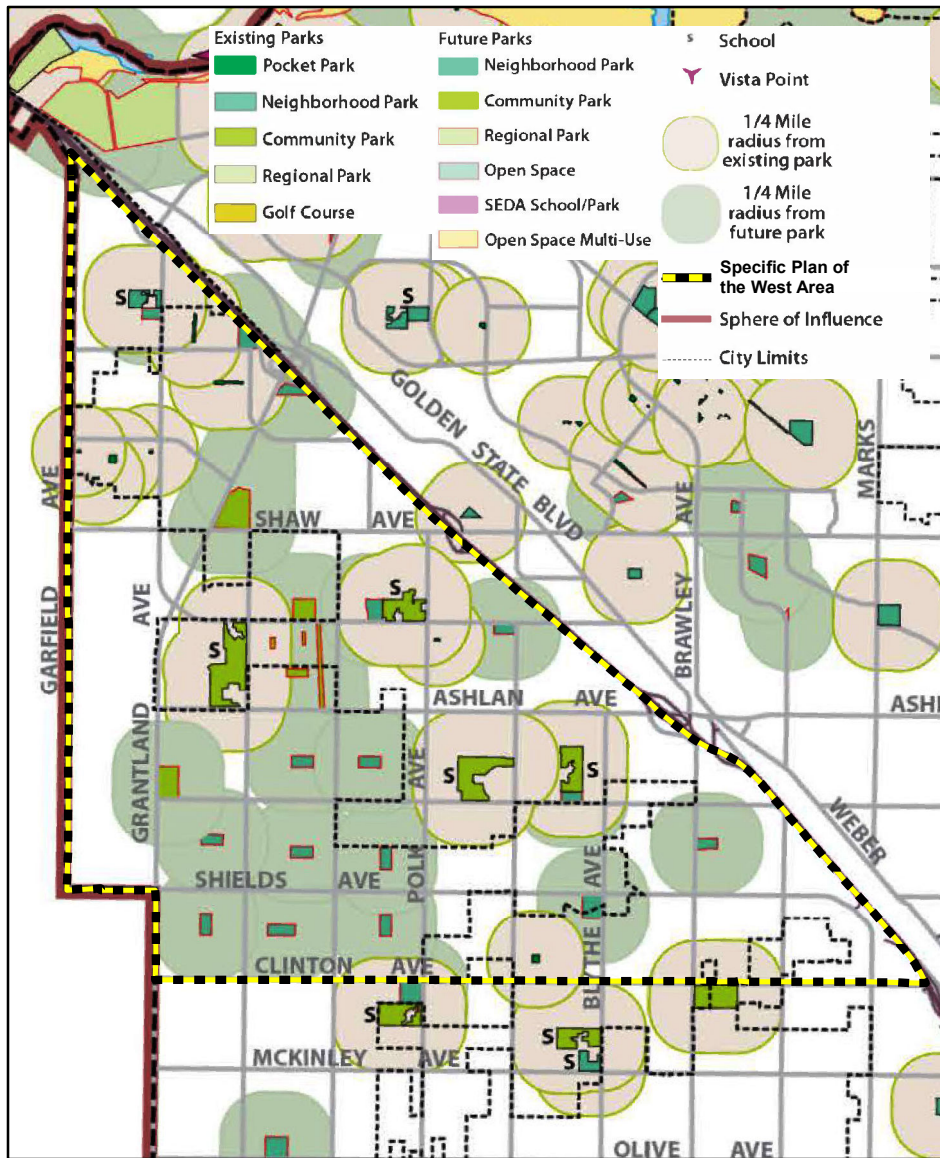 Existing Parks
Pocket Park
Neighborhood Park
Community Park
Regional Park
Golf Course
Future Parks
Neighborhood Park
Community Park
Regional Park
Open Space
SEDA School/Park
Open Space Multi-Use
S School
Vista Point
1/4 Mile
radius from
existing park
1/4 Mile
radius from
future park
Specific Plan of
the West Area
Sphere of Influence
City Limits
S
S
GOLDEN STATE BLVD
MARKS
AVE
GARFIELD
SHAW AVE
AVE
AVE
GRANTLAND
S
S
BRAWLEY
ASHLAN AVE
ASHL
AVE
POLK
S
S
WEBER
SHIELDS AVE
BLYTHE AVE
CLINTON AVE
S
S
S
MCKINLEY AVE
OLIVE AVE